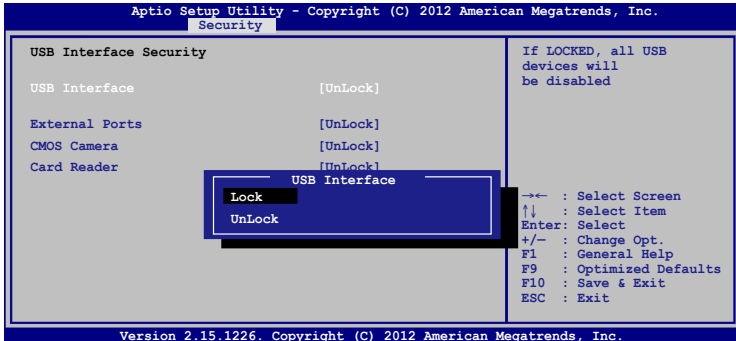 Aptio Setup Utility - Copyright (C) 2012 American Megatrends, Inc.
Security
USB Interface Security
USB Interface [UnLock]
External Ports [UnLock]
CMOS Camera [UnLock]
Card Reader [UnLock]
USB Interface
Lock
UnLock
If LOCKED, all USB
devices will
be disabled
→← : Select Screen
↑↓ : Select Item
Enter: Select
+/— : Change Opt.
F1 : General Help
F9 : Optimized Defaults
F10 : Save & Exit
ESC : Exit
Version 2.15.1226. Copyright (C) 2012 American Megatrends, Inc.